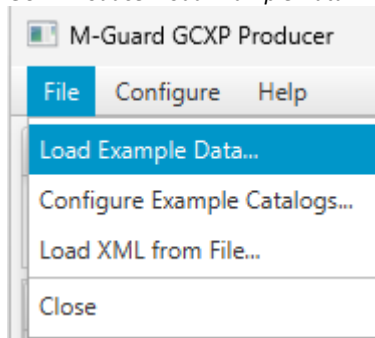 M-Guard GCXP Producer
File Configure Help
Load Example Data...
Configure Example Catalogs...
Load XML from File...
Close